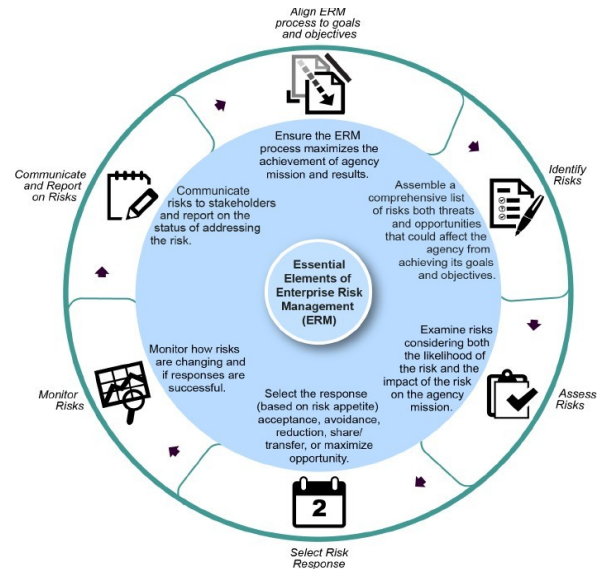 Align ERM
process to goals
and objectives
Ensure the ERM
process maximizes the
achievement of agency
mission and results.
Identify
Risks
Assemble a
comprehensive list
of risks both threats
and opportunities
that could affect the
agency from
achieving its goals
and objectives.
Assess
Risks
Examine risks
considering both
the likelihood of
the risk and the
impact of the risk
on the agency
mission.
Select Risk
Response
2
Select the response
(based on risk appetite)
acceptance, avoidance,
reduction, share/
transfer, or maximize
opportunity.
Monitor
Risks
Monitor how risks
are changing and
if responses are
successful.
Communicate
and Report
on Risks
Communicate
risks to stakeholders
and report on the
status of addressing
the risk.
Essential
Elements of
Enterprise Risk
Management
(ERM)